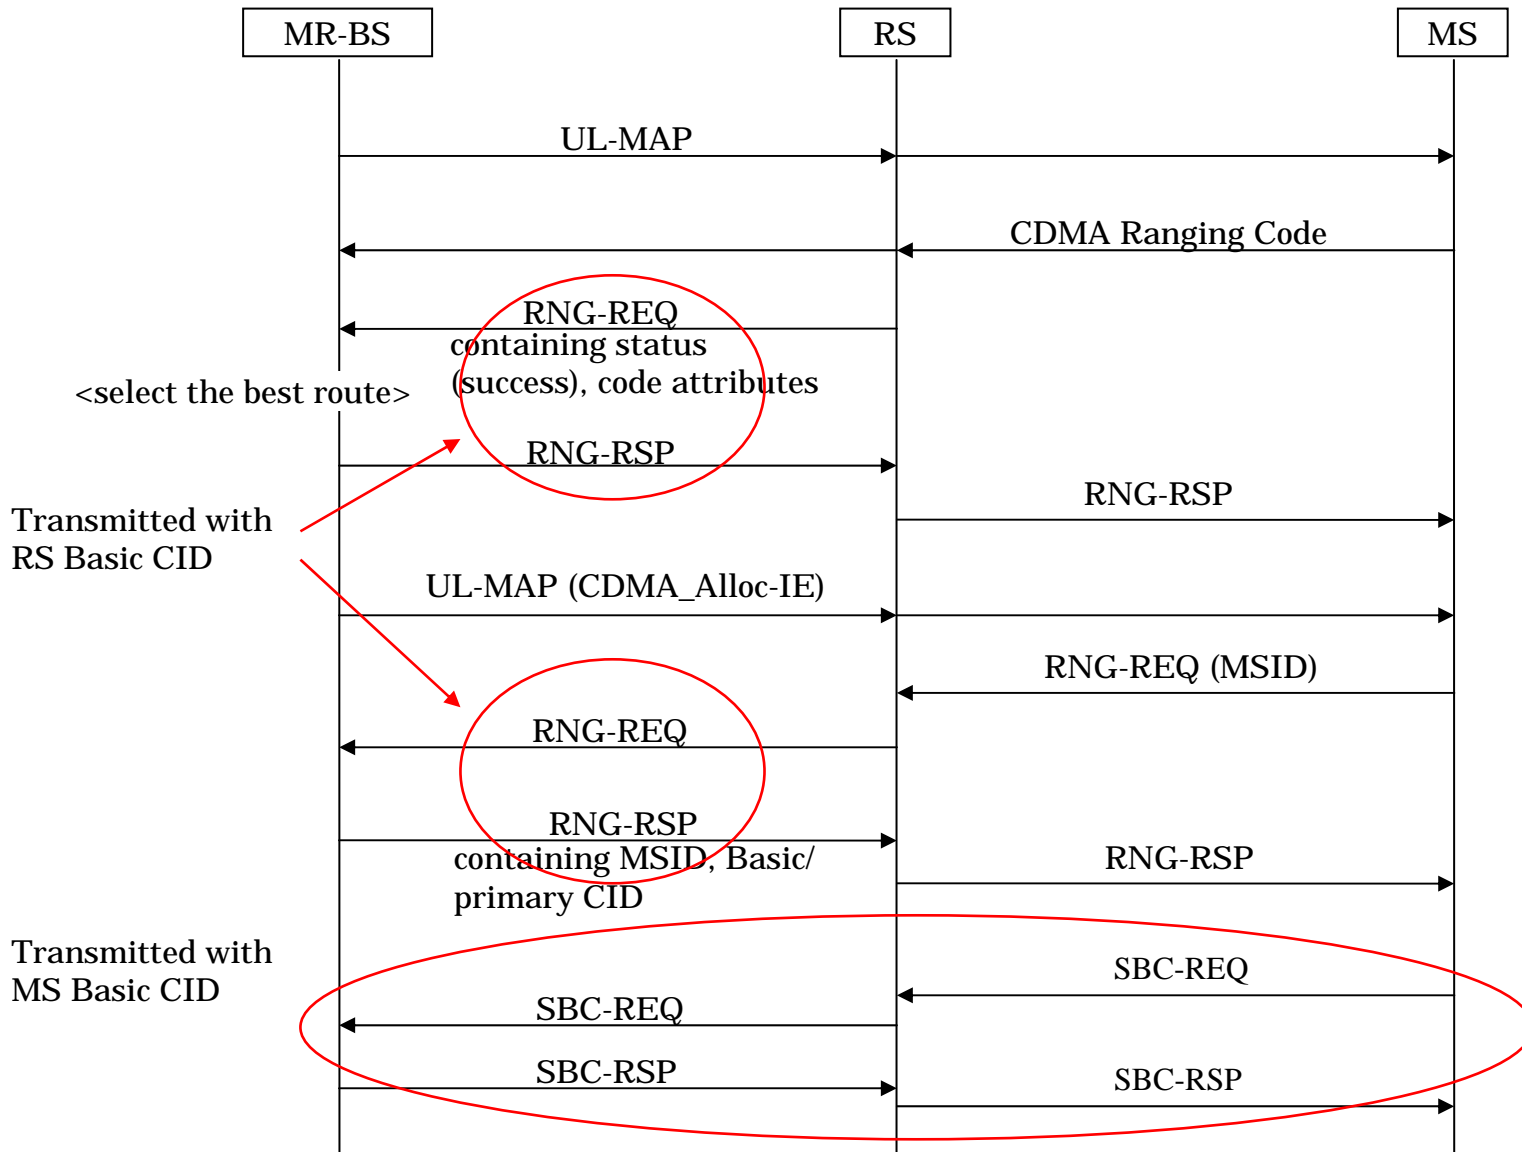 MR-BS
RS
MS
UL-MAP
CDMA Ranging Code
RNG-REQ
containing status
(success), code attributes
<select the best route>
RNG-RSP
RNG-RSP
Transmitted with
RS Basic CID
UL-MAP (CDMA_Alloc-IE)
RNG-REQ (MSID)
RNG-REQ
RNG-RSP
containing MSID, Basic/
primary CID
RNG-RSP
Transmitted with
MS Basic CID
SBC-REQ
SBC-REQ
SBC-RSP
SBC-RSP